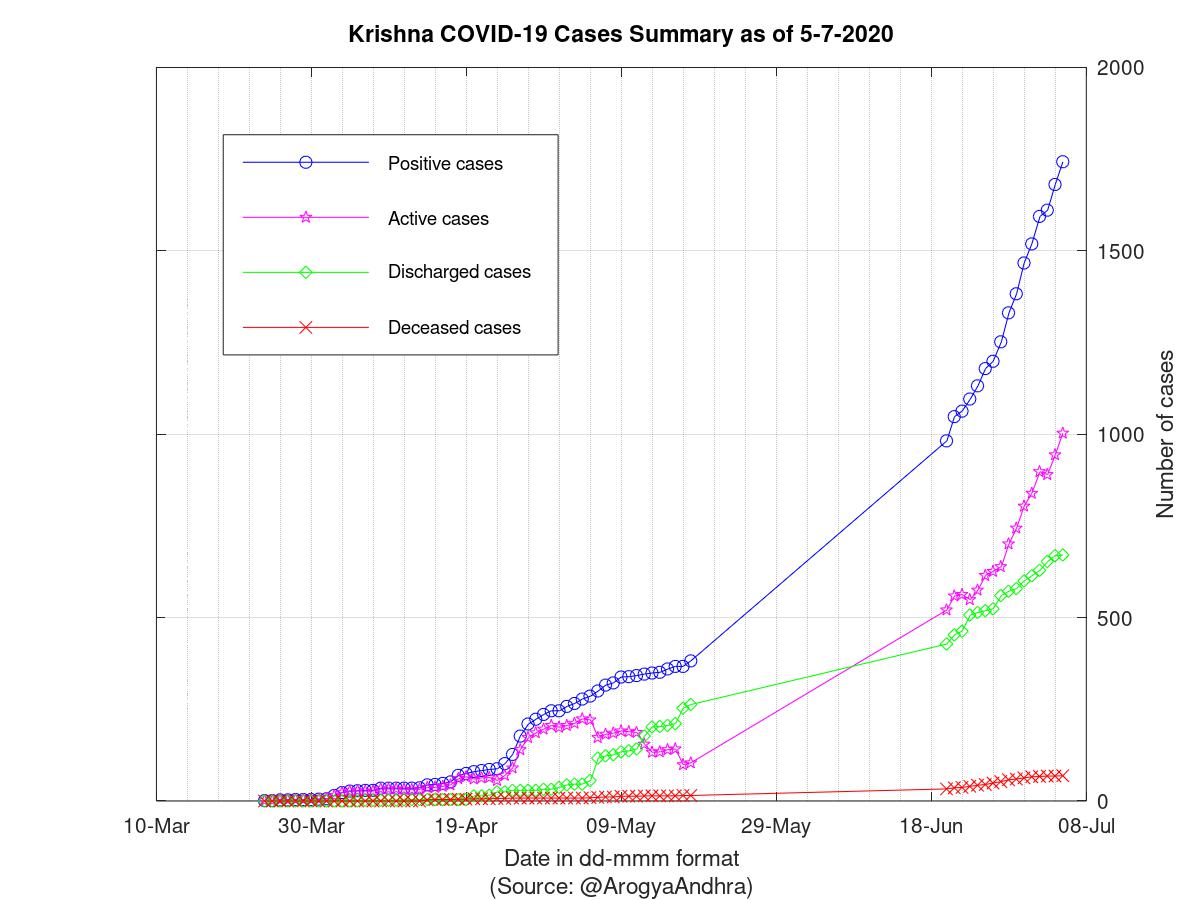 Krishna COVID-19 Cases Summary as of 5-7-2020
2000
Positive cases
Active cases
Discharged cases
Deceased cases
1500
1000
500
0
Number of cases
10-Mar 30-Mar 19-Apr 09-May 29-May 18-Jun 08-Jul
Date in dd-mmm format
(Source: @ArogyaAndhra)